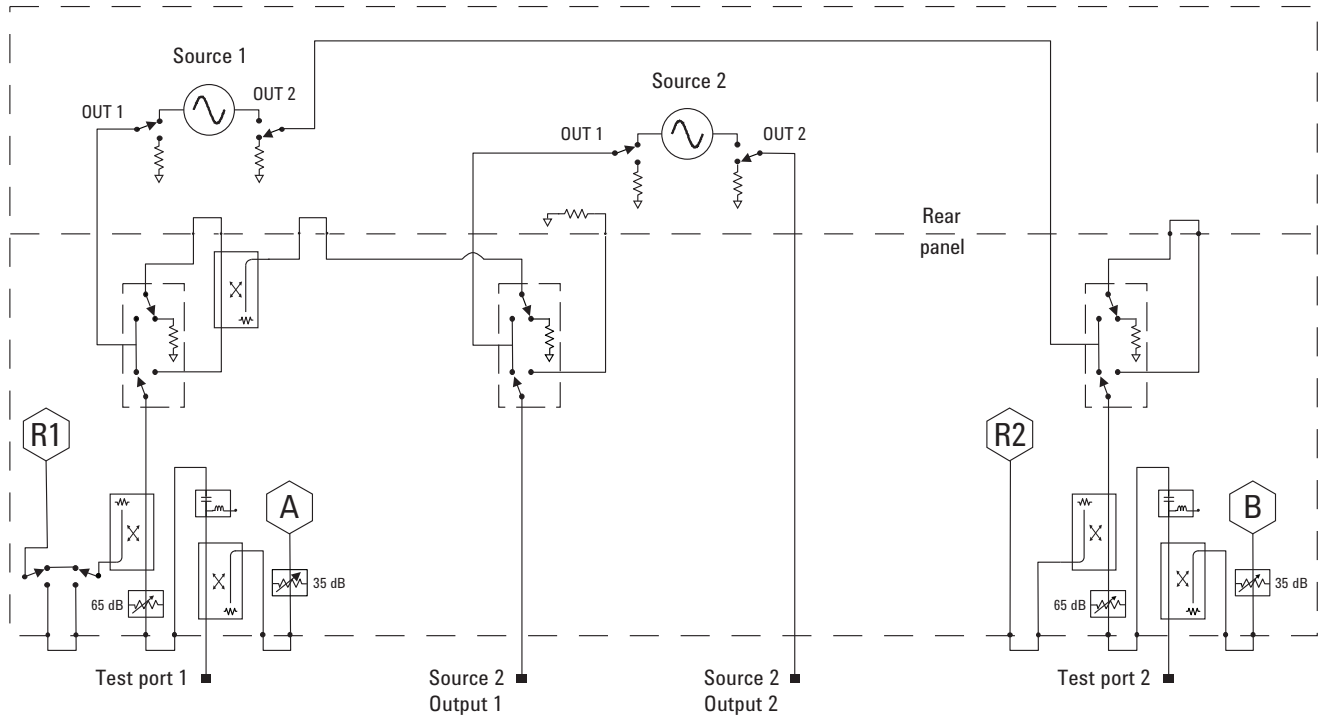 Source 1
OUT 1
OUT 2
Source 2
OUT 1
OUT 2
Rear
panel
R1
A
35 dB
65 dB
R2
B
35 dB
65 dB
Test port 1
Source 2
Output 1
Source 2
Output 2
Test port 2